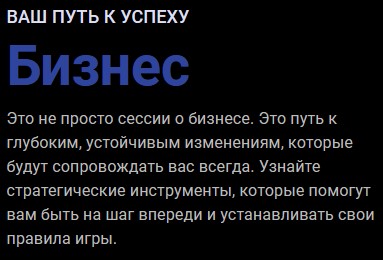 ВАШ ПУТЬ К УСПЕХУ
Бизнес
Это не просто сессии о бизнесе. Это путь к
глубоким, устойчивым изменениям, которые
будут сопровождать вас всегда. Узнайте
стратегические инструменты, которые помогут
вам быть на шаг впереди и устанавливать свои
правила игры.